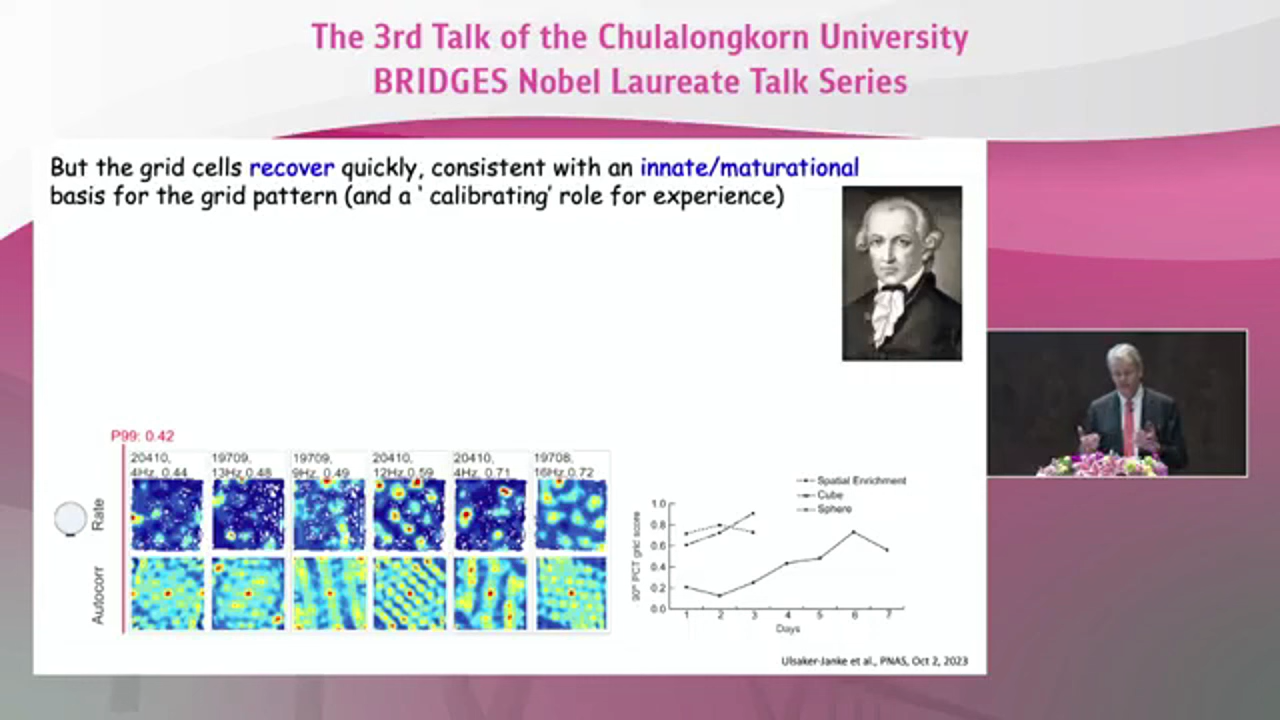 The 3rd Talk of the Chulalongkorn University
BRIDGES Nobel Laureate Talk Series
But the grid cells recover quickly, consistent with an innate/maturational
basis for the grid pattern (and a ‘ calibrating’ role for experience)
P99: 0.42
20410, 19709, 19709, 20410, 20410, 19708,
4Hz, 0.44 13Hz,0.48 9Hz, 0.49 12Hz,0.59 4Hz, 0.71 16Hz,0.72
Rate
Autocorr
Spatial Enrichment
Cube
Sphere
90th PCT grid score
1.0
0.8
0.6
0.4
0.2
0.0
1 2 3 4 5 6 7
Days
Ulsaker-Janke et al., PNAS, Oct 2, 2023